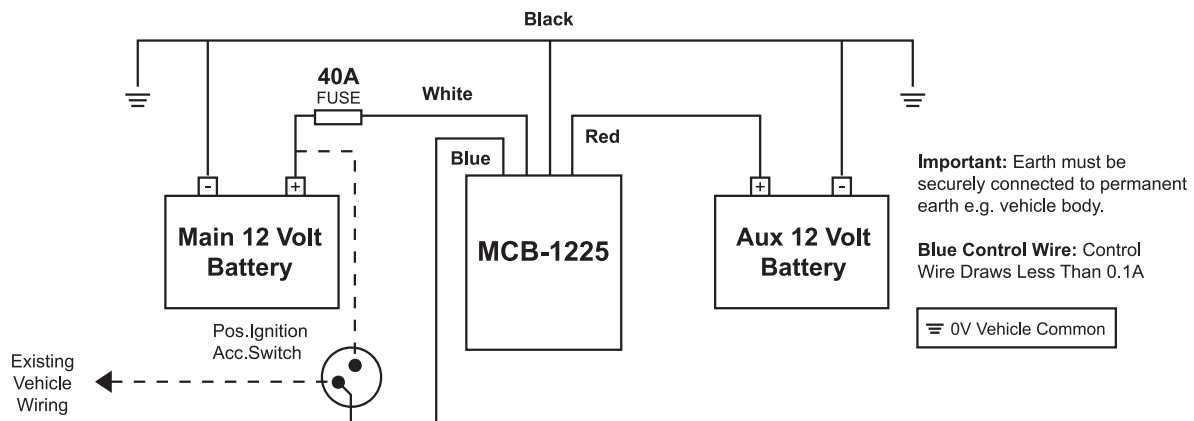 Black
40A
FUSE
White
Red
Blue
-
+
+
-
Main 12 Volt
Battery
MCB-1225
Aux 12 Volt
Battery
Important: Earth must be
securely connected to permanent
earth e.g. vehicle body.
Blue Control Wire: Control
Wire Draws Less Than 0.1A
0V Vehicle Common
Pos.Ignition
Acc.Switch
Existing
Vehicle
Wiring